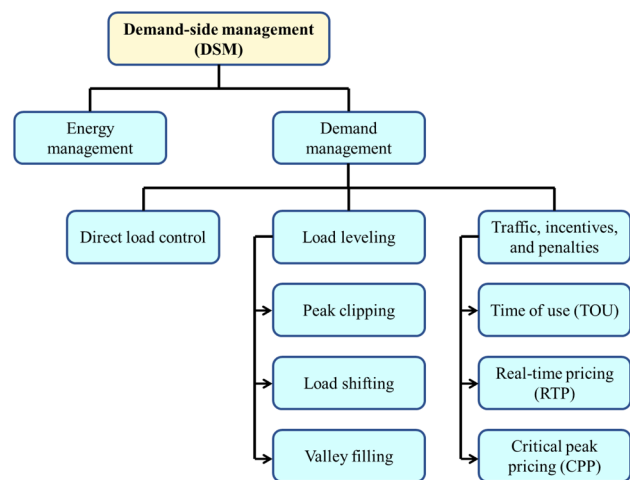 Demand-side management
(DSM)
Energy
management
Demand
management
Direct load control
Load leveling
Traffic, incentives,
and penalties
Peak clipping
Time of use (TOU)
Load shifting
Real-time pricing
(RTP)
Valley filling
Critical peak
pricing (CPP)